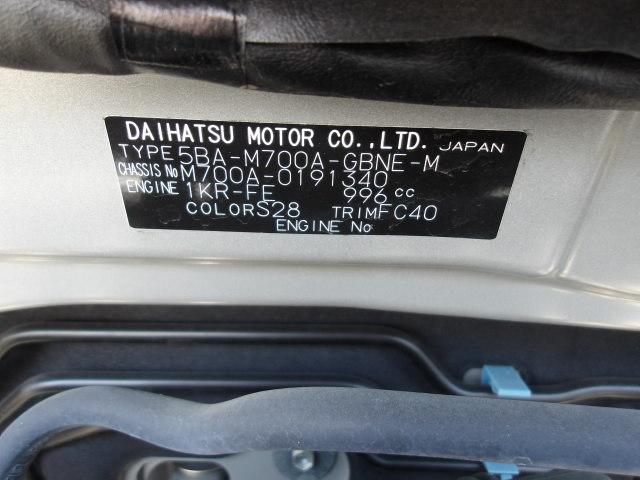 DAIHATSU MOTOR CO.,LTD. JAPAN
TYPE 5BA-M700A-GBNE-M
CHASSIS No M700A-0191340
ENGINE 1KR-FE 996 cc
COLOR S28 TRIM FC40
ENGINE No